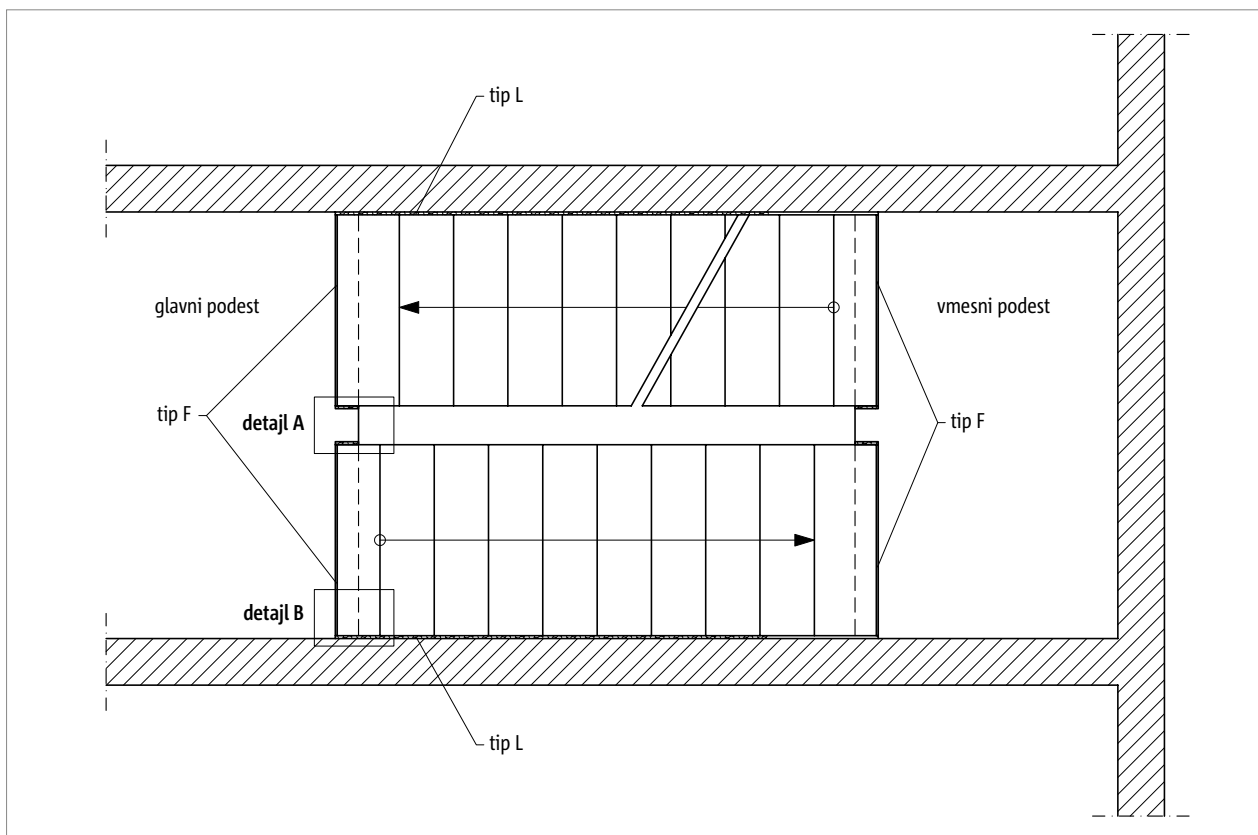 tip L
glavni podest
vmesni podest
tip F
detajl A
tip F
detajl B
tip L